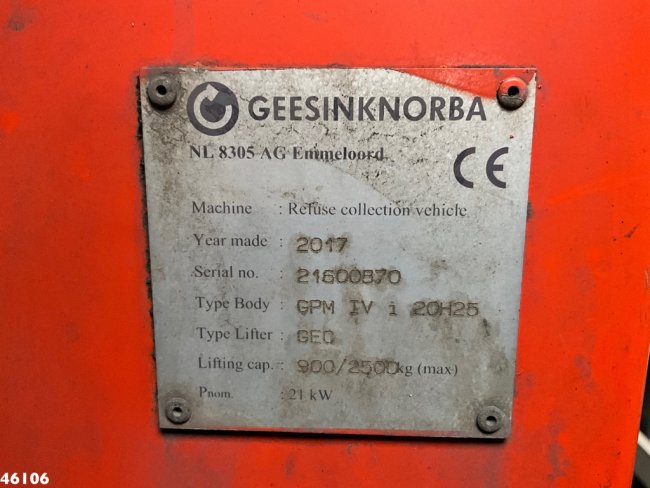 GEESINKNORBA
NL 8305 AG Emmeloord
CE
Machine : Refuse collection vehicle
Year made : 2017
Serial no. : 21600870
Type Body : GPM IV i 20H25
Type Lifter : GEC
Lifting cap. : 900/2500kg (max)
Pnom. : 21 kW
46106